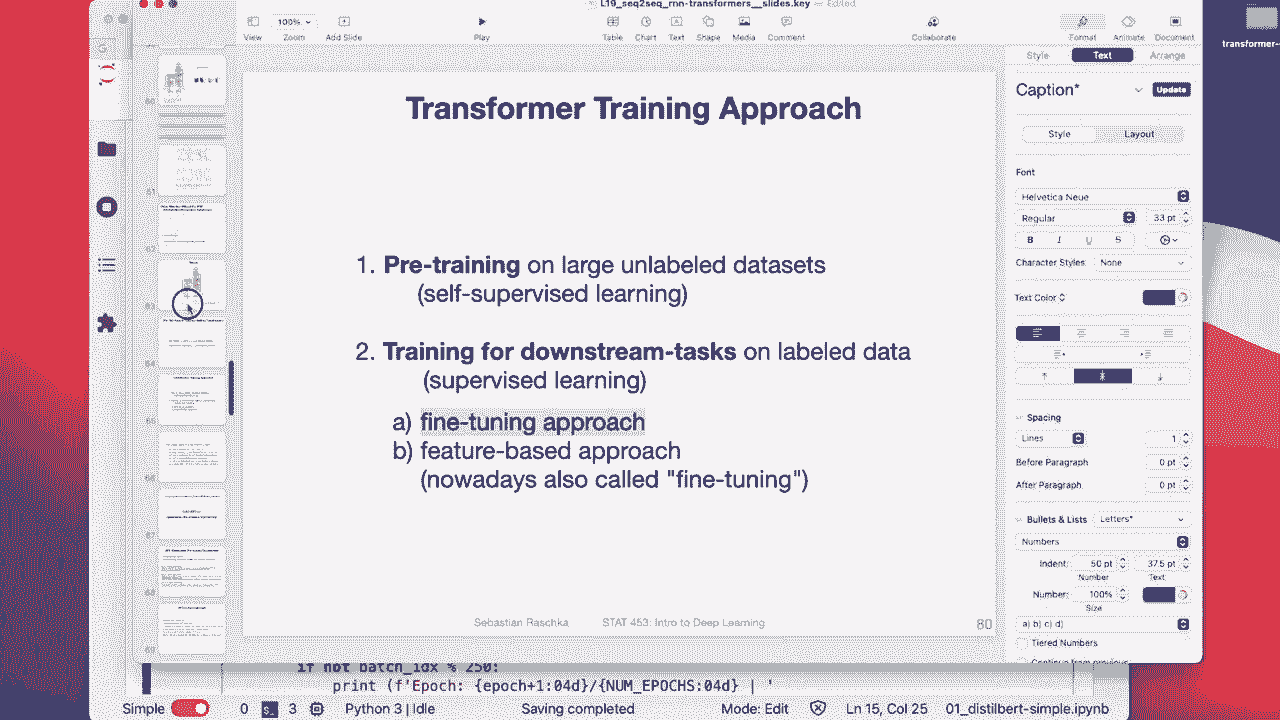 L19_seq2seq_rnn-transformers__slides.key — Edited
transformer-
100%
View
Zoom
Add Slide
Play
Table
Chart
Text
Shape
Media
Comment
Collaborate
Format
Animate
Document
Style
Text
Arrange
Transformer Training Approach
1. Pre-training on large unlabeled datasets
(self-supervised learning)
2. Training for downstream-tasks on labeled data
(supervised learning)
a) fine-tuning approach
b) feature-based approach
(nowadays also called "fine-tuning")
Sebastian Raschka
STAT 453: Intro to Deep Learning
80
Caption*
Update
Style
Layout
Font
Helvetica Neue
Regular
33 pt
B I U S
Character Styles: None
Text Color
Spacing
Lines
1
Before Paragraph
0 pt
After Paragraph
0 pt
Bullets & Lists
Letters*
Numbers
Indent:
50 pt
37.5 pt
Number
Text
Number:
100%
Size
a) b) c) d)
Tiered Numbers
Continue from previous
if not batch_idx % 250:
print (f'Epoch: {epoch+1:04d}/{NUM_EPOCHS:04d} |
Simple
0
3
Python 3 | Idle
Saving completed
Mode: Edit
Ln 15, Col 25
01_distilbert-simple.ipynb